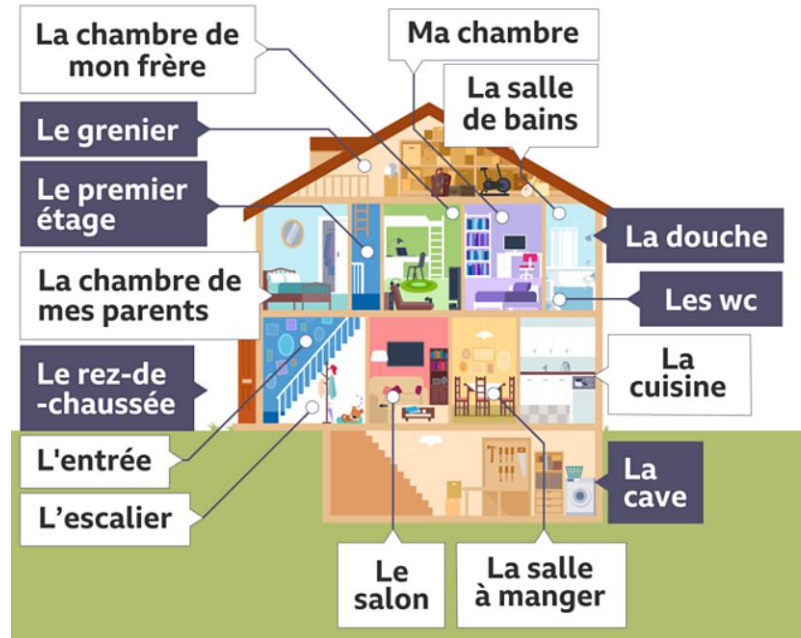 La chambre de
mon frère
Ma chambre
La salle
de bains
Le grenier
Le premier
étage
La douche
La chambre de
mes parents
Les wc
Le rez-de
-chaussée
La
cuisine
L'entrée
La
cave
L’escalier
Le
salon
La salle
à manger